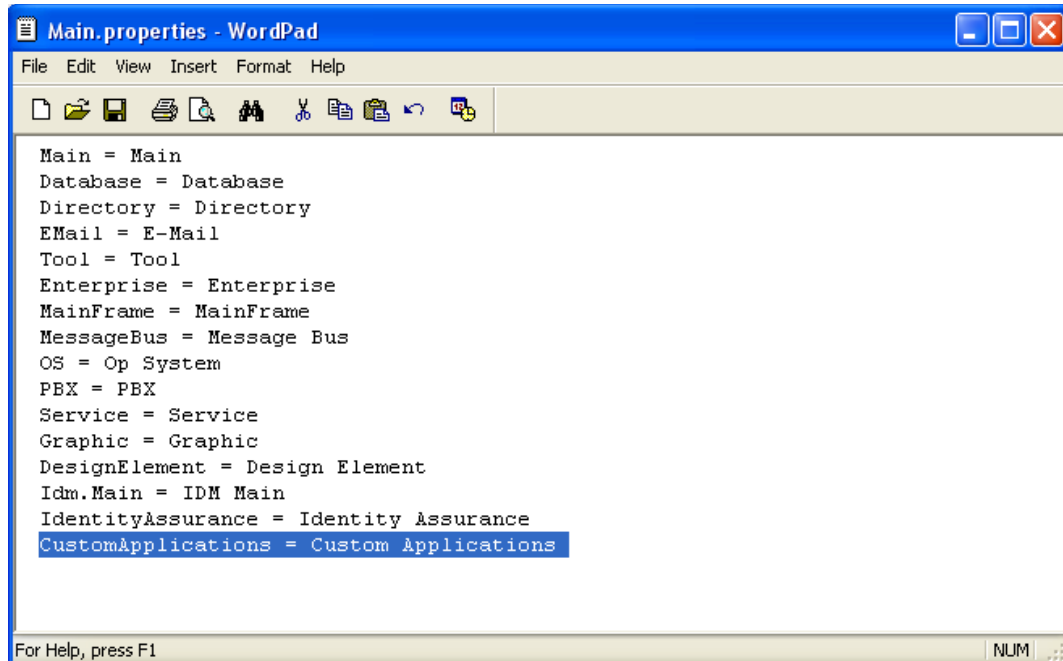 Main.properties - WordPad
File Edit View Insert Format Help
Main = Main
Database = Database
Directory = Directory
EMail = E-Mail
Tool = Tool
Enterprise = Enterprise
MainFrame = MainFrame
MessageBus = Message Bus
OS = Op System
PBX = PBX
Service = Service
Graphic = Graphic
DesignElement = Design Element
Idm.Main = IDM Main
IdentityAssurance = Identity Assurance
CustomApplications = Custom Applications
For Help, press F1 NUM